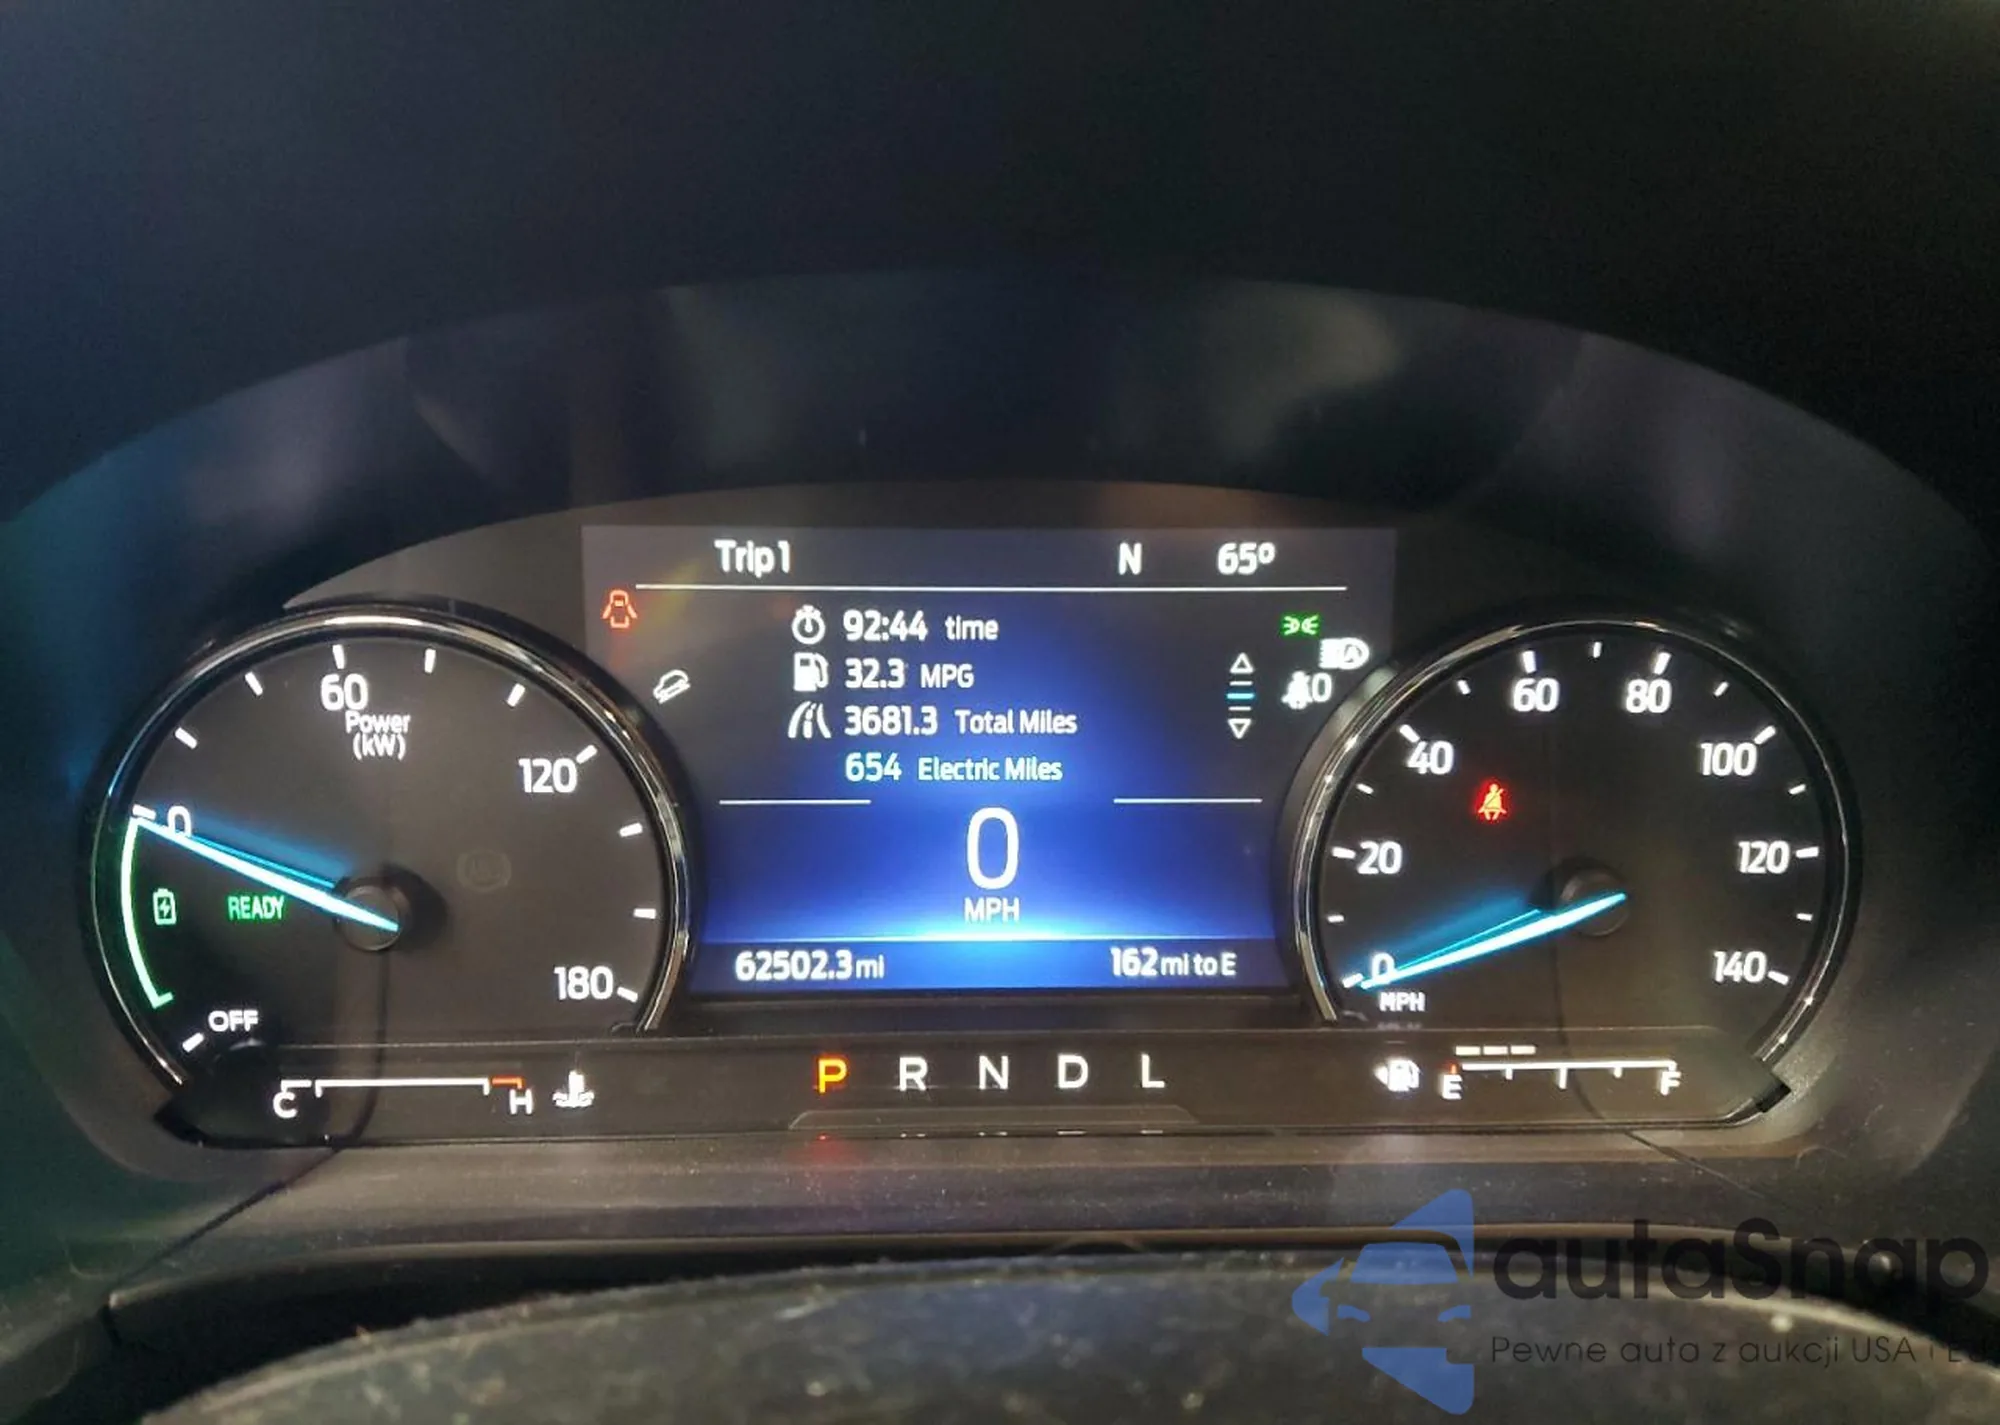 Trip 1 N 65º
92:44 time
32.3 MPG
3681.3 Total Miles
654 Electric Miles
0
MPH
62502.3 mi 162 mi to E
60
Power
(kW)
120
0
READY
180
OFF
60 80
40 100
20 120
0 140
MPH
C H
P R N D L
E F
autaSnap
Pewne auta z aukcji USA i EU